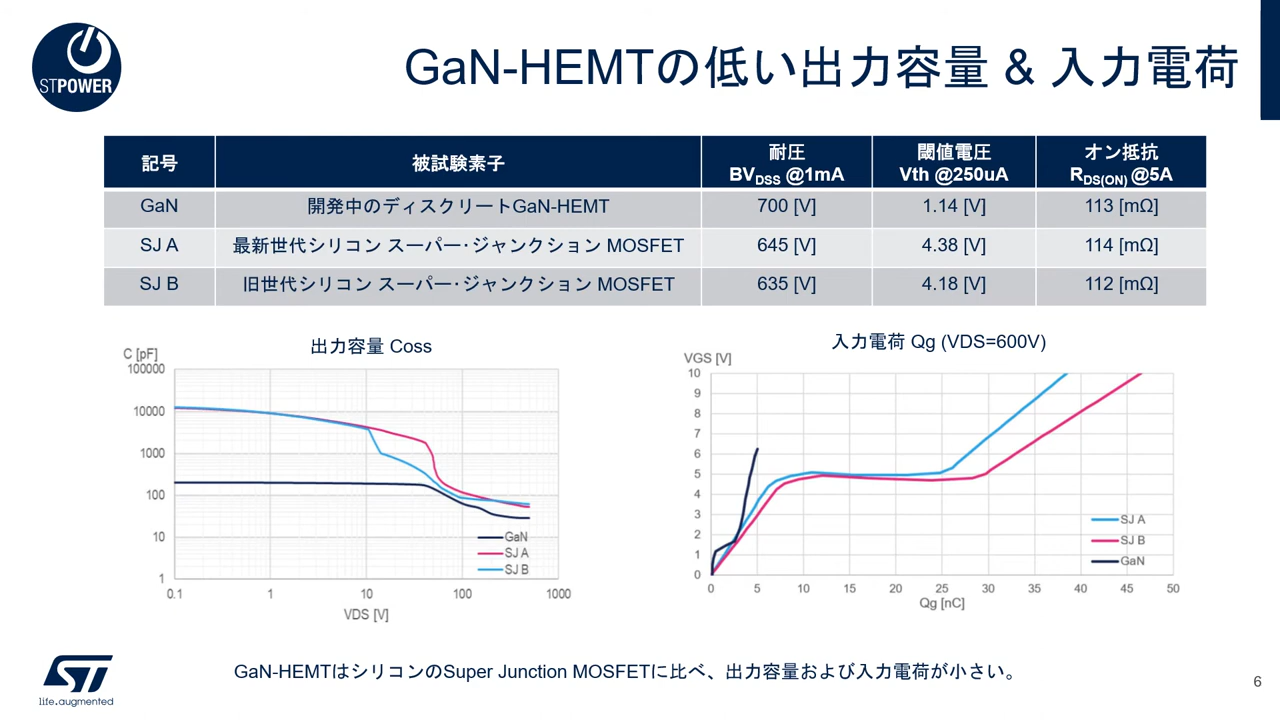 STPOWER
GaN-HEMTの低い出力容量 & 入力電荷
記号 被試験素子 耐圧 BVDSS @1mA 閾値電圧 Vth @250uA オン抵抗 RDS(ON) @5A
GaN 開発中のディスクリートGaN-HEMT 700 [V] 1.14 [V] 113 [mΩ]
SJ A 最新世代シリコン スーパー･ジャンクション MOSFET 645 [V] 4.38 [V] 114 [mΩ]
SJ B 旧世代シリコン スーパー･ジャンクション MOSFET 635 [V] 4.18 [V] 112 [mΩ]
出力容量 Coss
C [pF]
100000
10000
1000
100
10
1
0.1 1 10 100 1000
VDS [V]
GaN
SJ A
SJ B
入力電荷 Qg (VDS=600V)
VGS [V]
10
9
8
7
6
5
4
3
2
1
0
0 5 10 15 20 25 30 35 40 45 50
Qg [nC]
SJ A
SJ B
GaN
GaN-HEMTはシリコンのSuper Junction MOSFETに比べ、出力容量および入力電荷が小さい。
ST
life.augmented
6